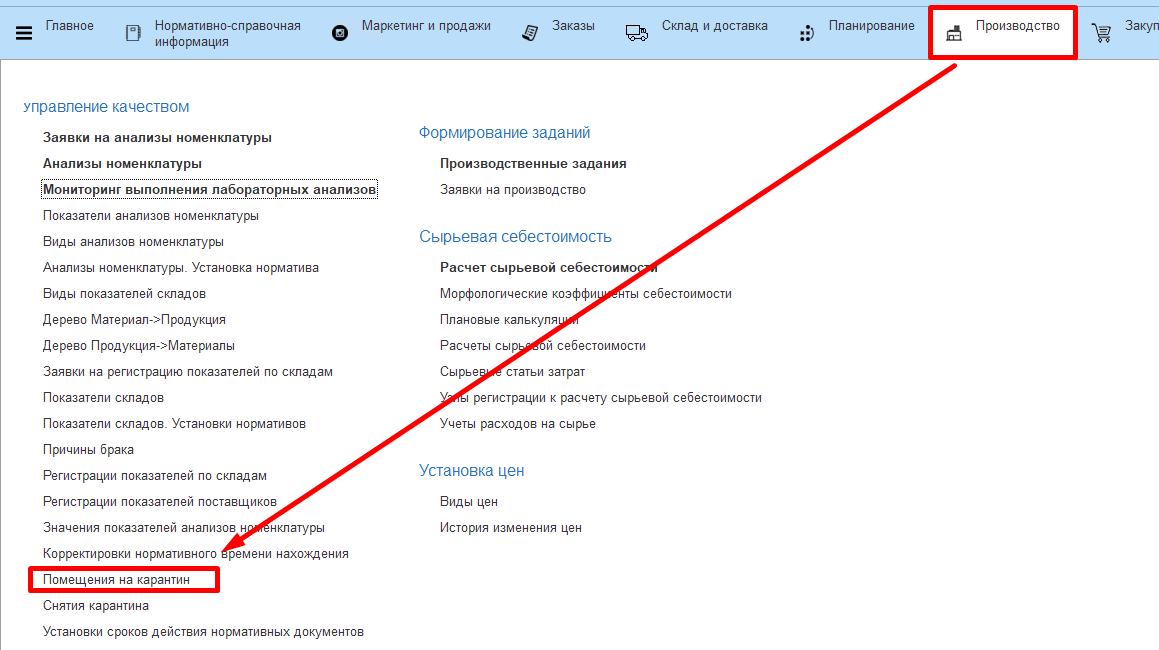 Главное
Нормативно-справочная
информация
Маркетинг и продажи
Заказы
Склад и доставка
Планирование
Производство
Закуп
Управление качеством
Заявки на анализы номенклатуры
Анализы номенклатуры
Мониторинг выполнения лабораторных анализов
Показатели анализов номенклатуры
Виды анализов номенклатуры
Анализы номенклатуры. Установка норматива
Виды показателей складов
Дерево Материал->Продукция
Дерево Продукция->Материалы
Заявки на регистрацию показателей по складам
Показатели складов
Показатели складов. Установки нормативов
Причины брака
Регистрации показателей по складам
Регистрации показателей поставщиков
Значения показателей анализов номенклатуры
Корректировки нормативного времени нахождения
Помещения на карантин
Снятия карантина
Установки сроков действия нормативных документов
Формирование заданий
Производственные задания
Заявки на производство
Сырьевая себестоимость
Расчет сырьевой себестоимости
Морфологические коэффициенты себестоимости
Плановые калькуляции
Расчеты сырьевой себестоимости
Сырьевые статьи затрат
Узлы регистрации к расчету сырьевой себестоимости
Учеты расходов на сырье
Установка цен
Виды цен
История изменения цен